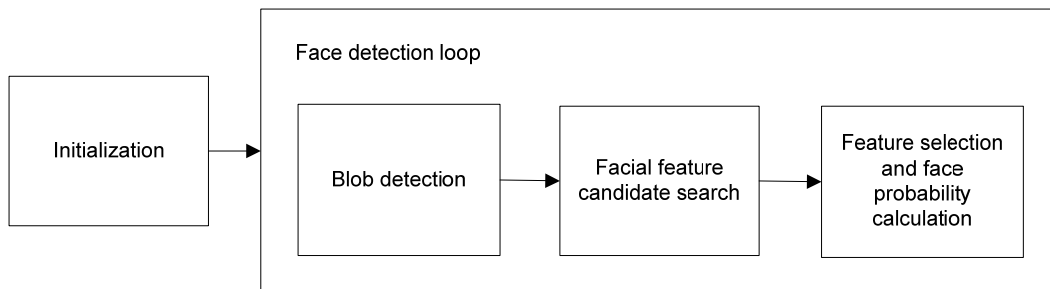 Face detection loop
Initialization
Blob detection
Facial feature
candidate search
Feature selection
and face
probability
calculation